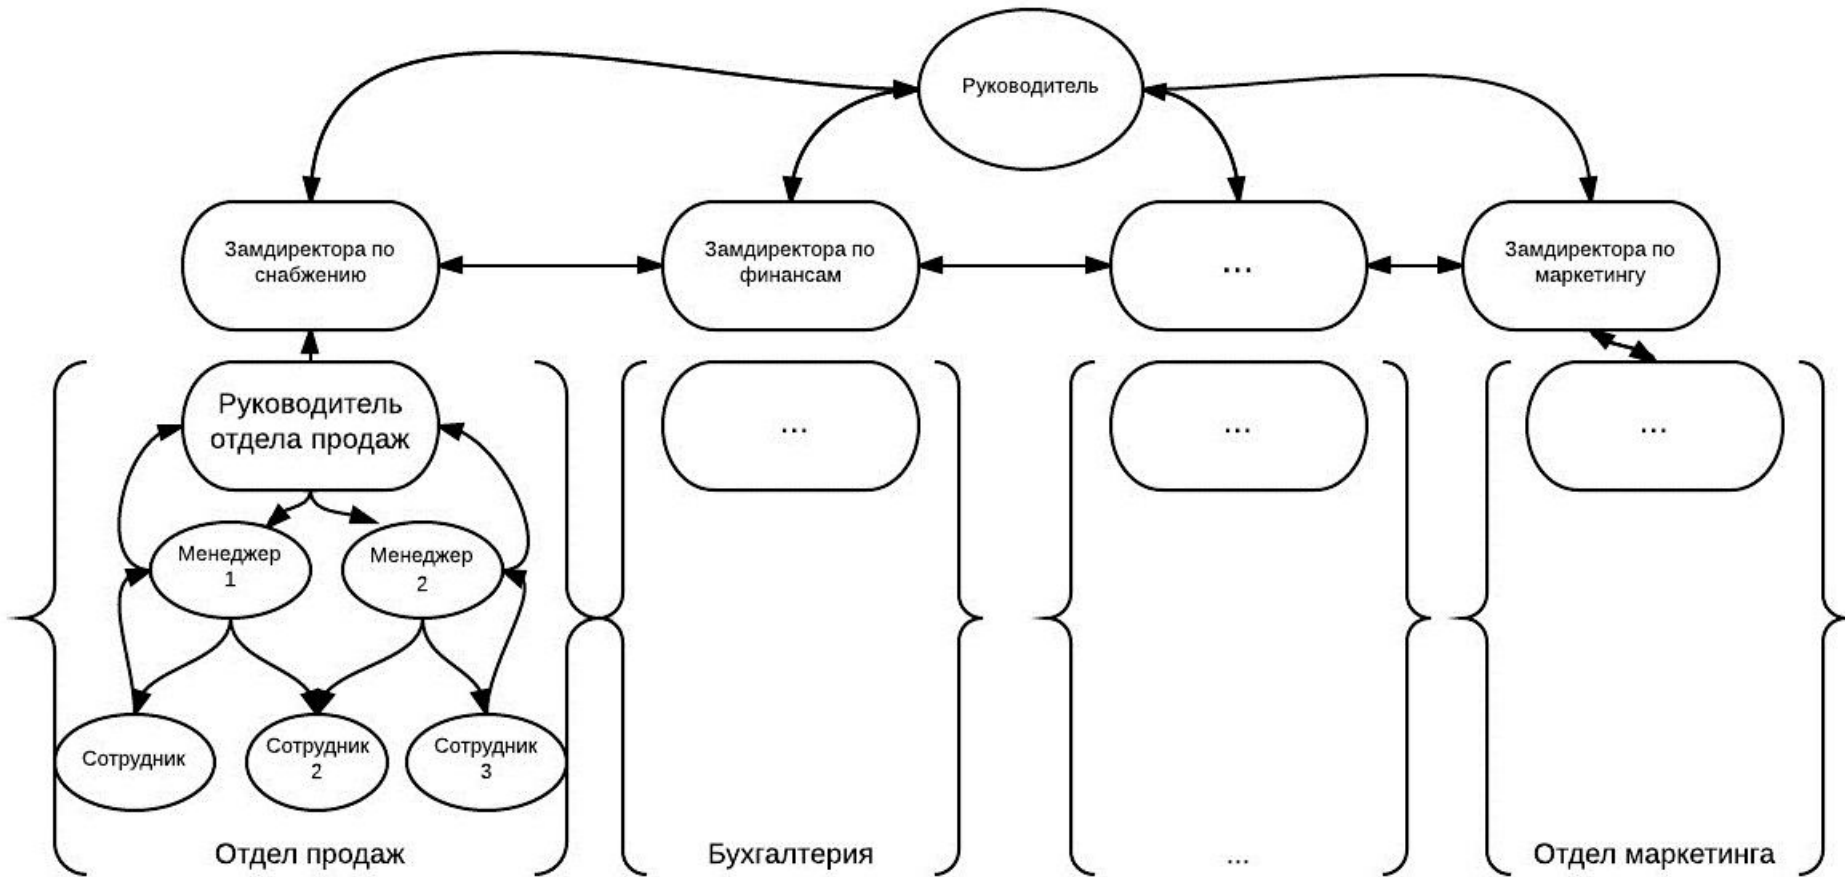 Руководитель
Замдиректора по
снабжению
Замдиректора по
финансам
...
Замдиректора по
маркетингу
Руководитель
отдела продаж
...
...
...
Менеджер
1
Менеджер
2
Сотрудник
Сотрудник
2
Сотрудник
3
Отдел продаж
Бухгалтерия
...
Отдел маркетинга